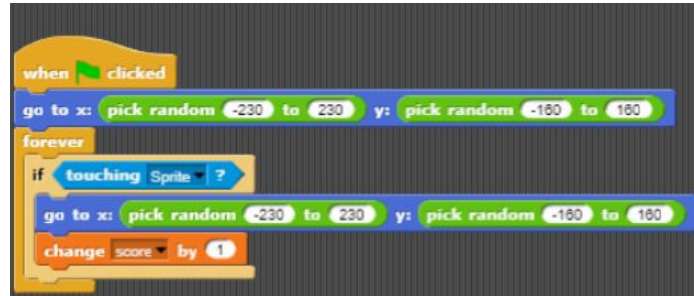 when clicked
go to x: pick random -230 to 230 y: pick random -160 to 160
forever
if touching Sprite ?
go to x: pick random -230 to 230 y: pick random -160 to 160
change score by 1